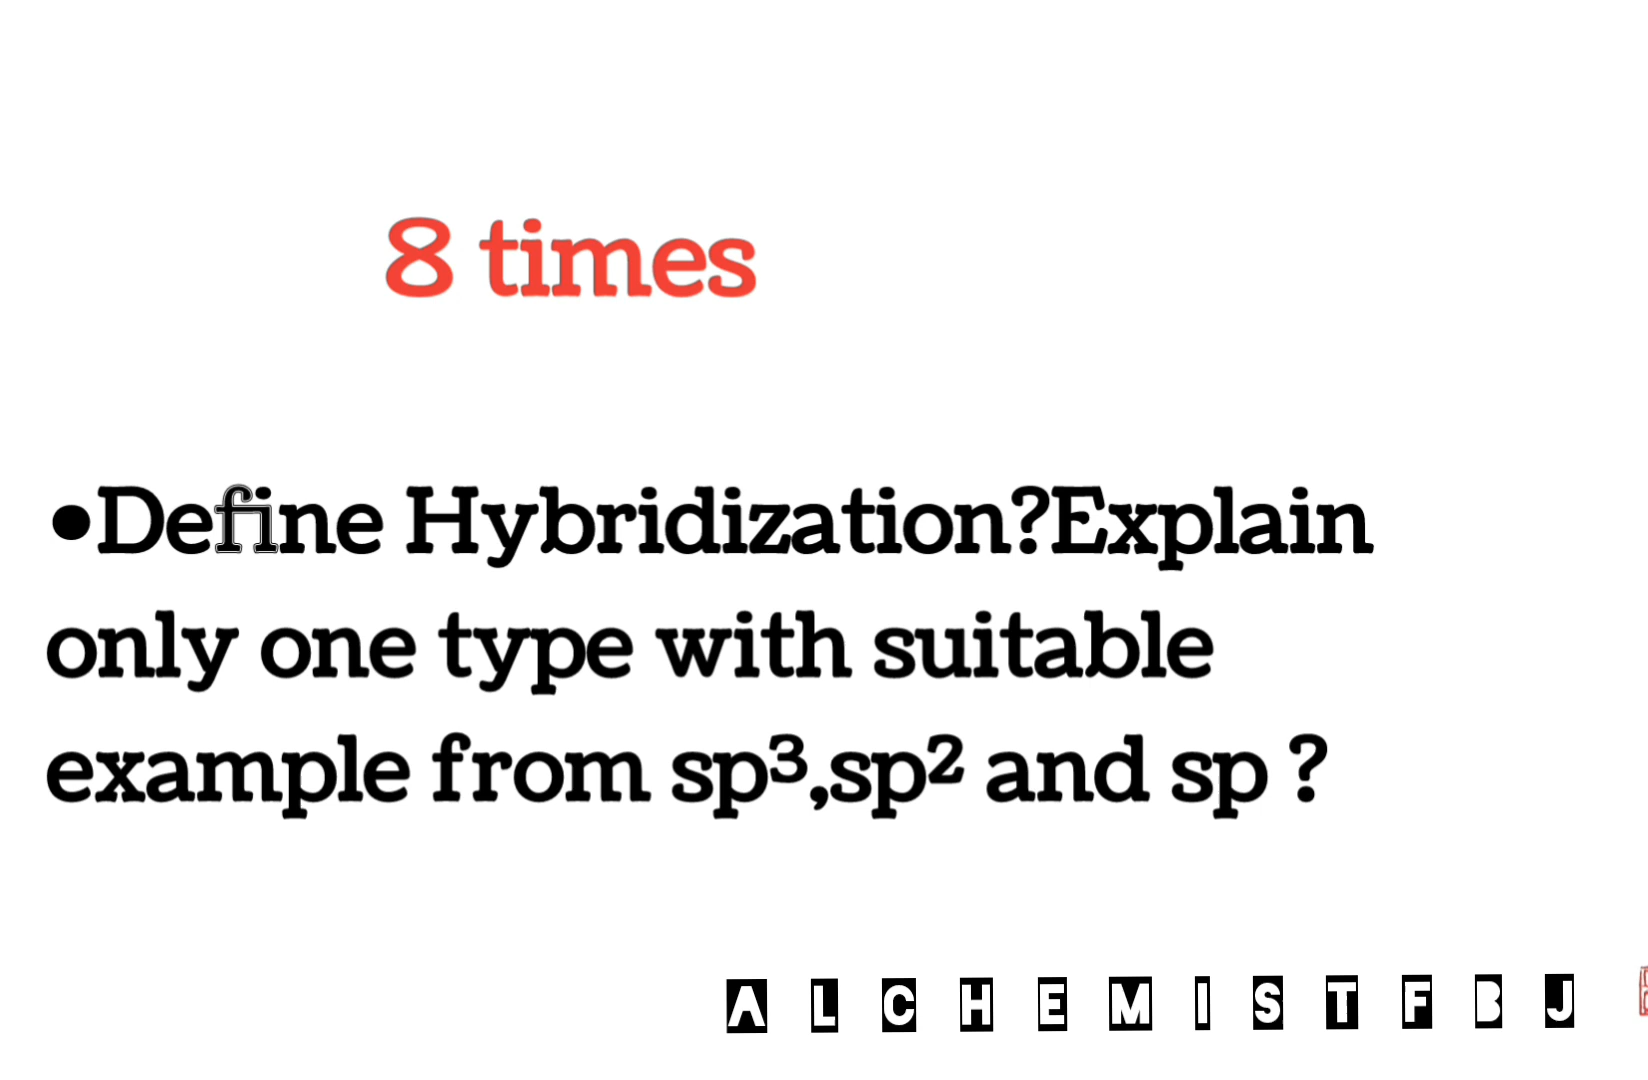 8 times
•Define Hybridization?Explain
only one type with suitable
example from sp³,sp² and sp ?
ALCHEMISTFBJ